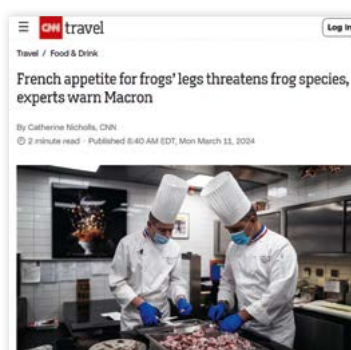 CNN travel
Log In
Travel / Food & Drink
French appetite for frogs' legs threatens frog species,
experts warn Macron
By Catherine Nicholls, CNN
2 minute read · Published 8:40 AM EDT, Mon March 11, 2024